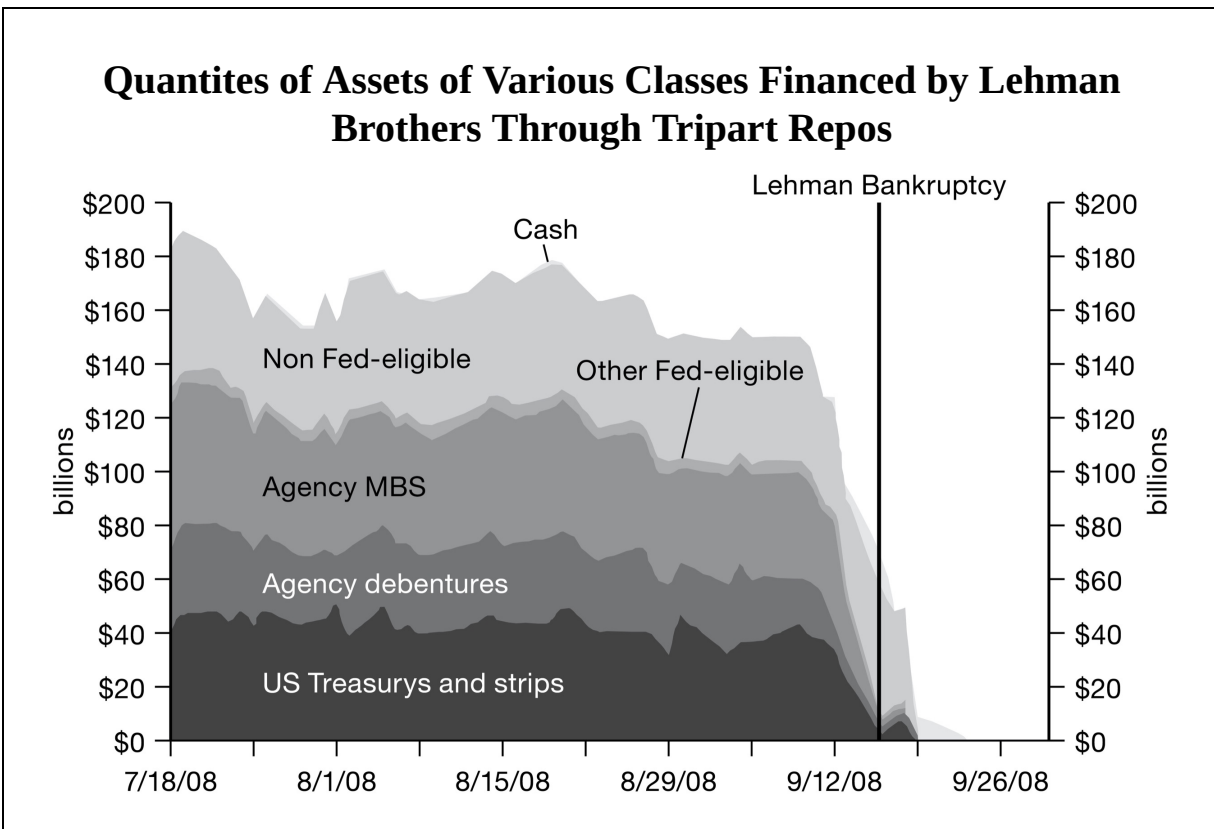 Quantites of Assets of Various Classes Financed by Lehman
Brothers Through Tripart Repos
Lehman Bankruptcy
$200
$180
$160
$140
$120
$100
$80
$60
$40
$20
$0
billions
Cash
Non Fed-eligible
Other Fed-eligible
Agency MBS
Agency debentures
US Treasurys and strips
$200
$180
$160
$140
$120
$100
$80
$60
$40
$20
$0
billions
7/18/08 8/1/08 8/15/08 8/29/08 9/12/08 9/26/08